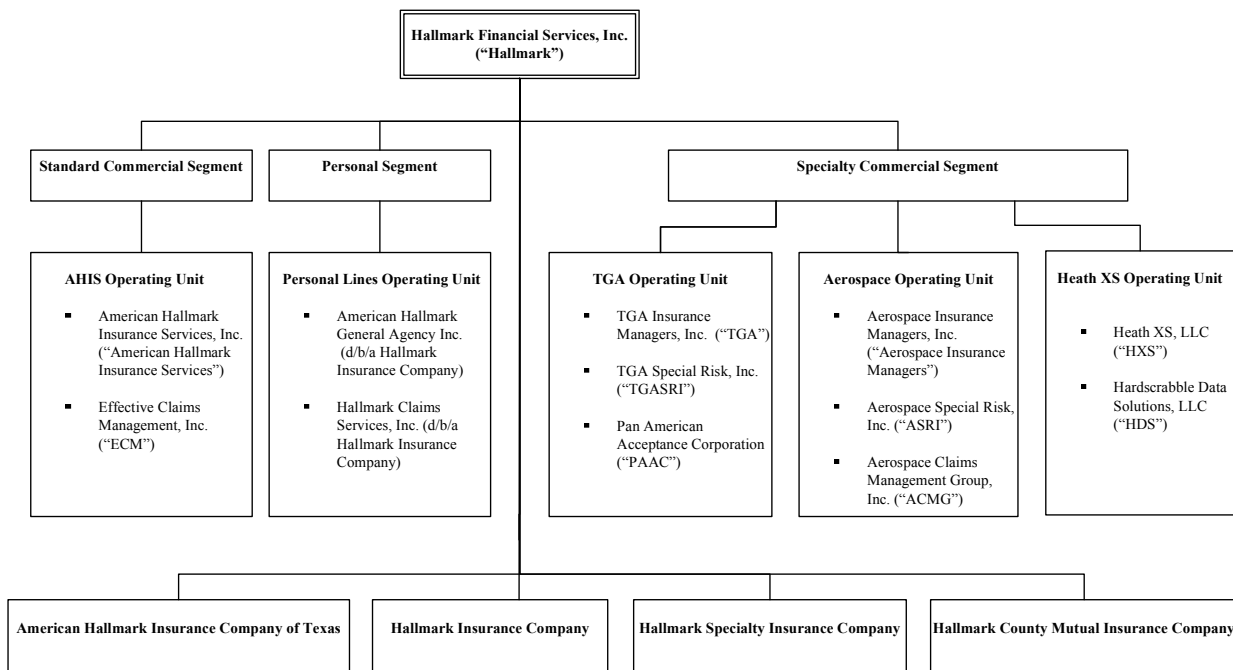 Hallmark Financial Services, Inc.
(“Hallmark”)
Standard Commercial Segment
Personal Segment
Specialty Commercial Segment
AHIS Operating Unit
▪ American Hallmark
Insurance Services, Inc.
(“American Hallmark
Insurance Services”)
▪ Effective Claims
Management, Inc.
(“ECM”)
Personal Lines Operating Unit
▪ American Hallmark
General Agency Inc.
(d/b/a Hallmark
Insurance Company)
▪ Hallmark Claims
Services, Inc. (d/b/a
Hallmark Insurance
Company)
TGA Operating Unit
▪ TGA Insurance
Managers, Inc. (“TGA”)
▪ TGA Special Risk, Inc.
(“TGASRI”)
▪ Pan American
Acceptance Corporation
(“PAAC”)
Aerospace Operating Unit
▪ Aerospace Insurance
Managers, Inc.
(“Aerospace Insurance
Managers”)
▪ Aerospace Special Risk,
Inc. (“ASRI”)
▪ Aerospace Claims
Management Group,
Inc. (“ACMG”)
Heath XS Operating Unit
▪ Heath XS, LLC
(“HXS”)
▪ Hardscrabble Data
Solutions, LLC
(“HDS”)
American Hallmark Insurance Company of Texas
Hallmark Insurance Company
Hallmark Specialty Insurance Company
Hallmark County Mutual Insurance Company